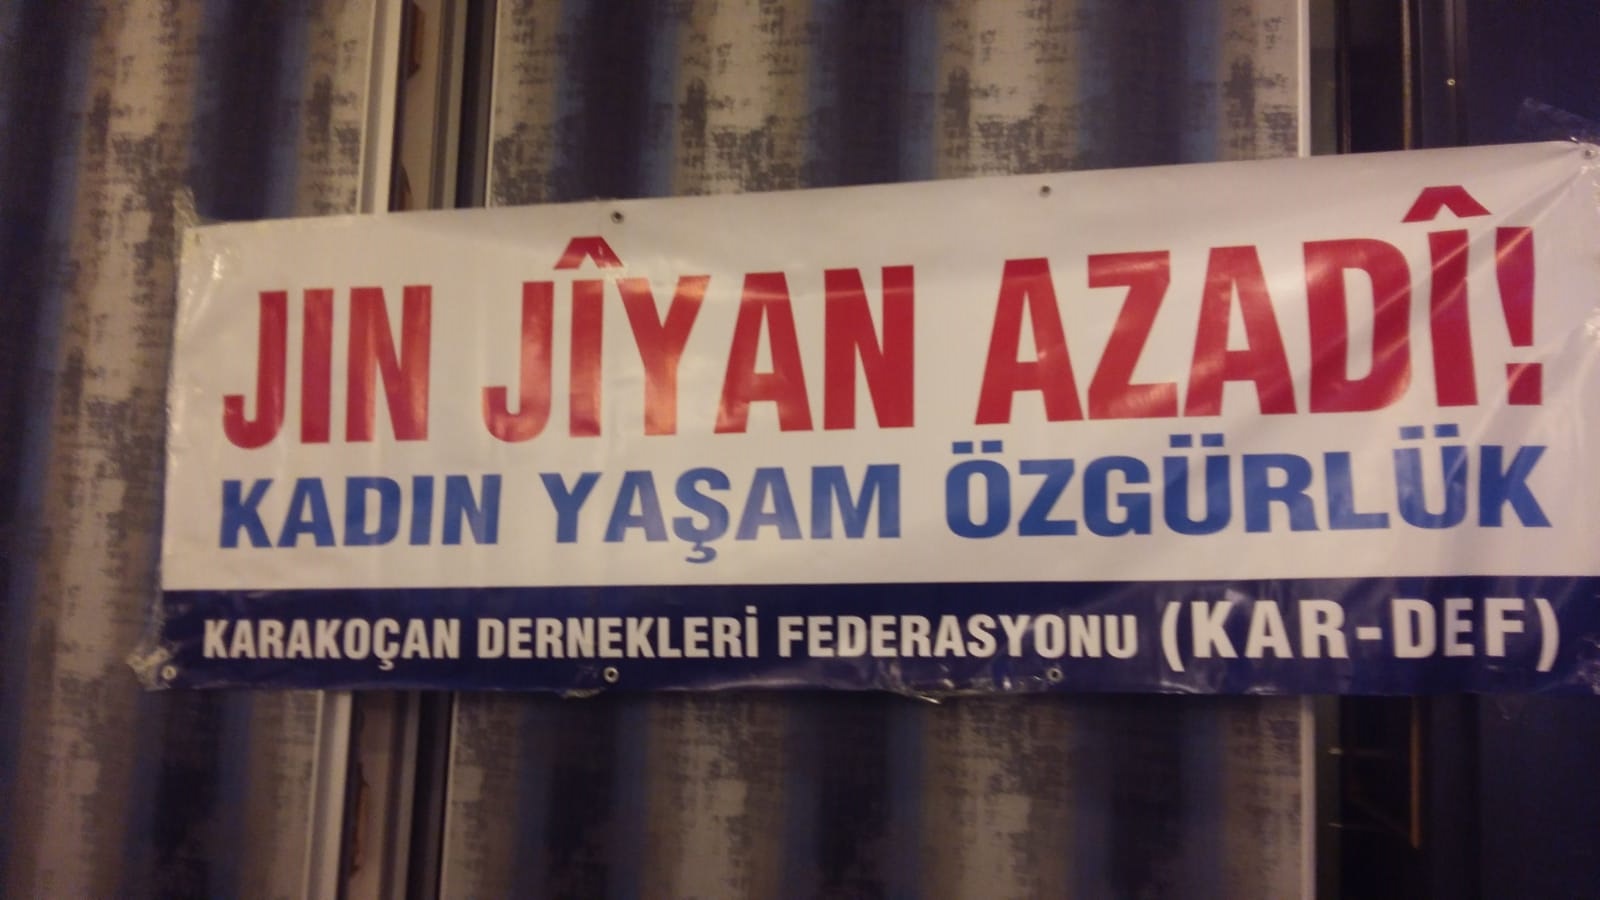 JIN JÎYAN AZADÎ!
KADIN YAŞAM ÖZGÜRLÜK
KARAKOÇAN DERNEKLERİ FEDERASYONU (KAR-DEF)